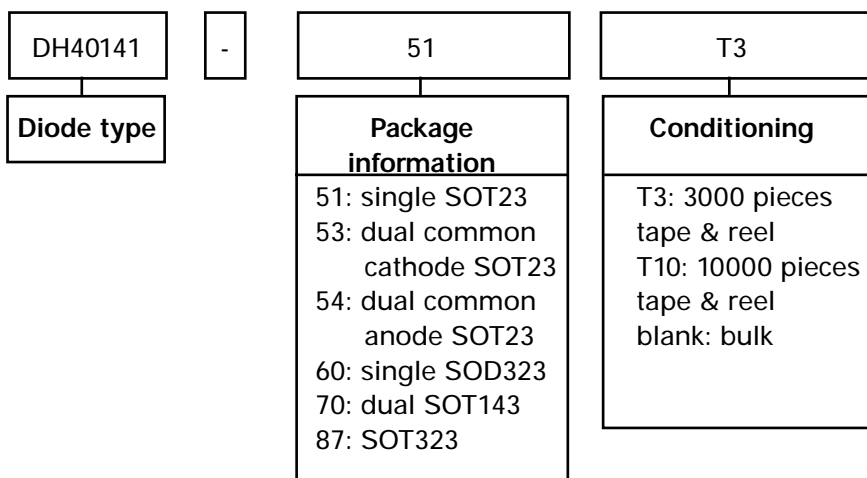 DH40141 - 51 T3
Diode type
Package
information
51: single SOT23
53: dual common
cathode SOT23
54: dual common
anode SOT23
60: single SOD323
70: dual SOT143
87: SOT323
Conditioning
T3: 3000 pieces
tape & reel
T10: 10000 pieces
tape & reel
blank: bulk